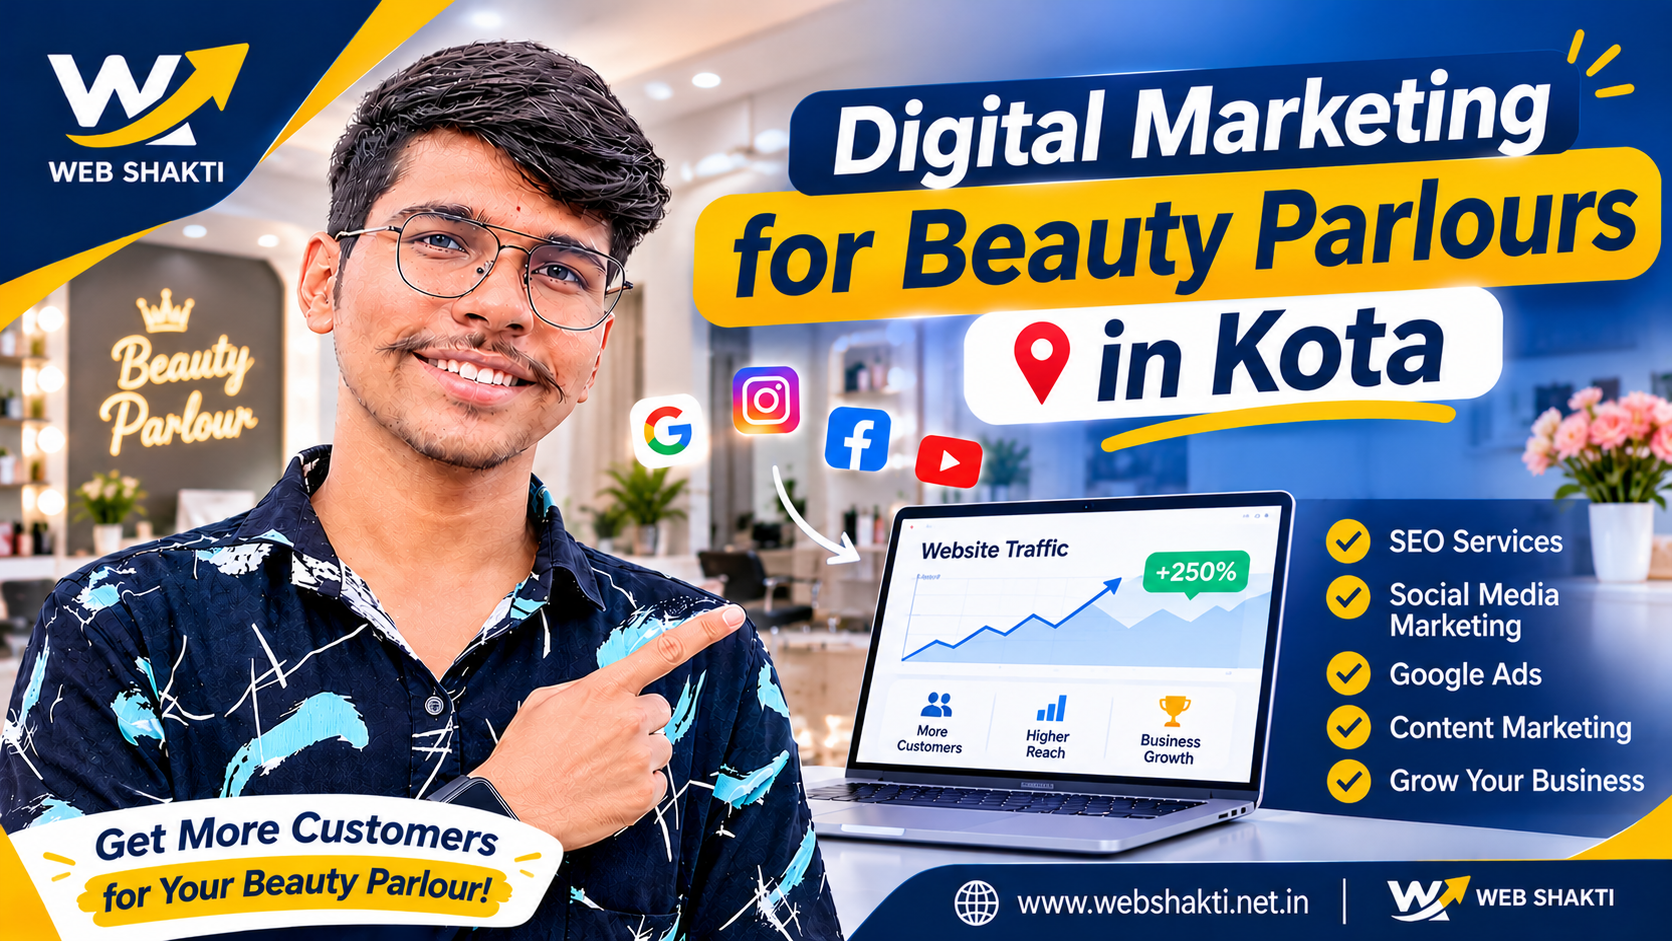 WEB SHAKTI
Digital Marketing
for Beauty Parlours
in Kota
Beauty
Parlour
Website Traffic
+250%
More
Customers
Higher
Reach
Business
Growth
SEO Services
Social Media
Marketing
Google Ads
Content Marketing
Grow Your Business
Get More Customers
for Your Beauty Parlour!
www.webshakti.net.in
WEB SHAKTI